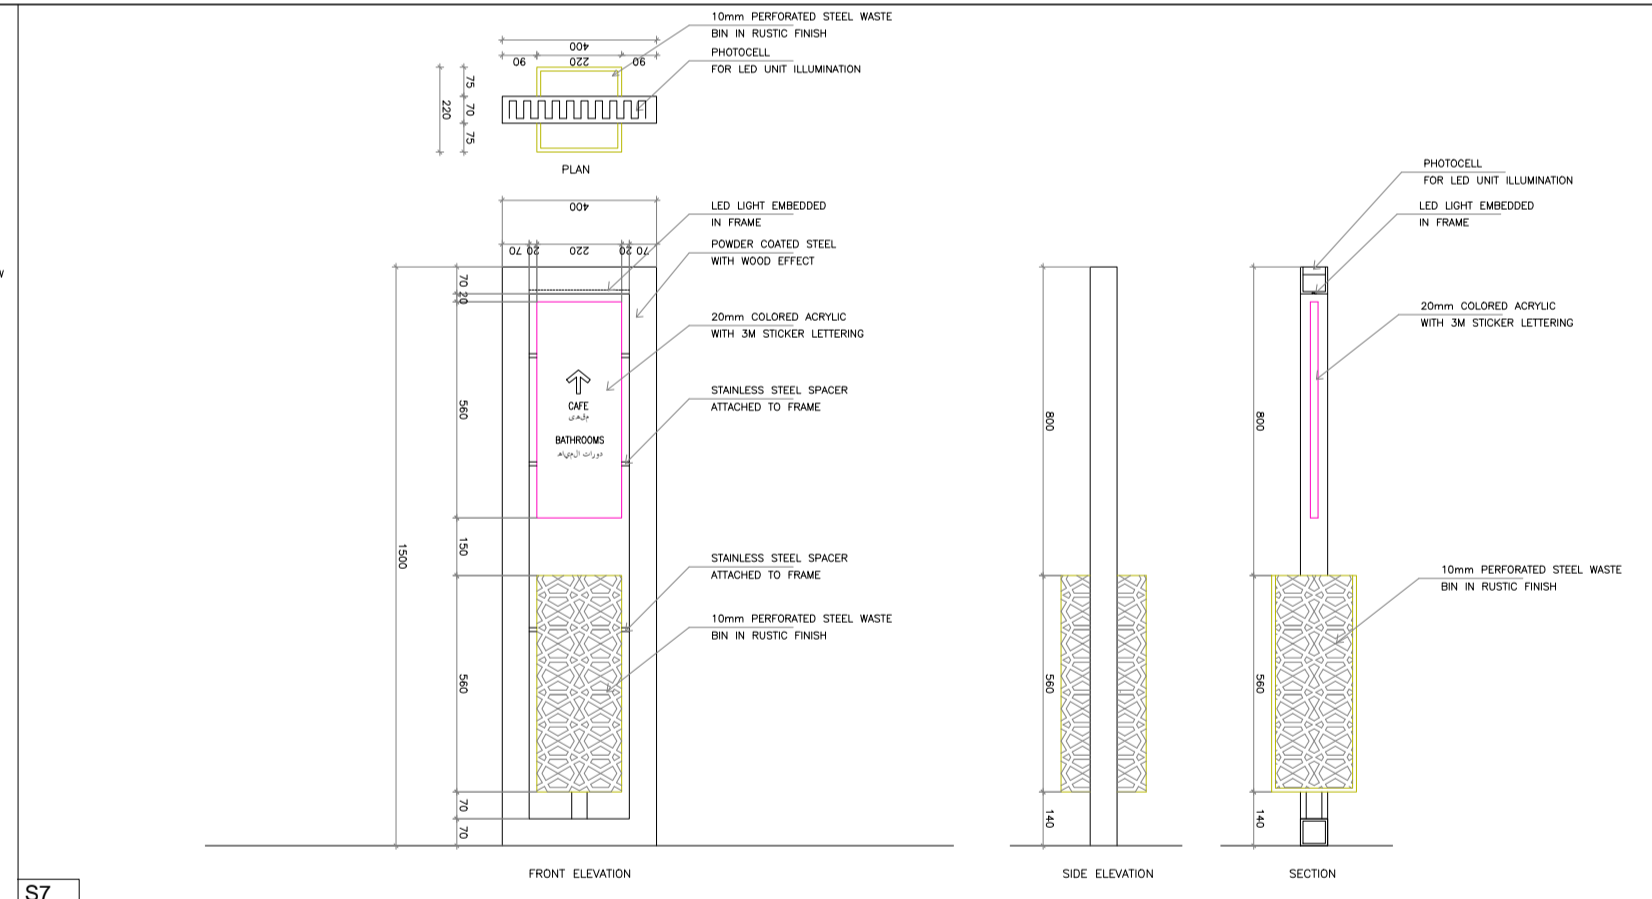 10mm PERFORATED STEEL WASTE
BIN IN RUSTIC FINISH
PHOTOCELL
FOR LED UNIT ILLUMINATION
400
90 220 90
75
70
75
220
PLAN
400
70 20 220 20 70
LED LIGHT EMBEDDED
IN FRAME
POWDER COATED STEEL
WITH WOOD EFFECT
20mm COLORED ACRYLIC
WITH 3M STICKER LETTERING
STAINLESS STEEL SPACER
ATTACHED TO FRAME
STAINLESS STEEL SPACER
ATTACHED TO FRAME
10mm PERFORATED STEEL WASTE
BIN IN RUSTIC FINISH
CAFE
مقهى
BATHROOMS
دورات المياه
70
20
560
150
560
70
70
1500
FRONT ELEVATION
800
560
140
SIDE ELEVATION
PHOTOCELL
FOR LED UNIT ILLUMINATION
LED LIGHT EMBEDDED
IN FRAME
20mm COLORED ACRYLIC
WITH 3M STICKER LETTERING
10mm PERFORATED STEEL WASTE
BIN IN RUSTIC FINISH
800
560
140
SECTION
S7